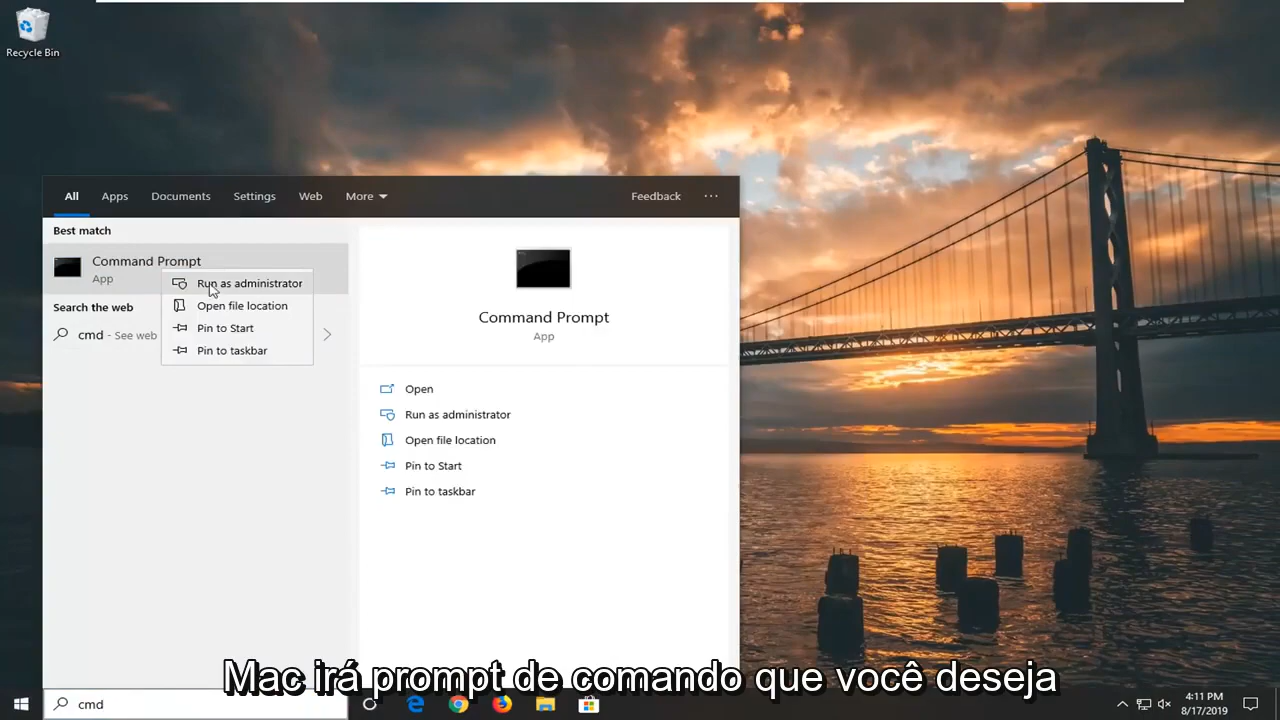 Recycle Bin
All Apps Documents Settings Web More Feedback ...
Best match
Command Prompt
App
Run as administrator
Open file location
Pin to Start
Pin to taskbar
Search the web
cmd - See web
Command Prompt
App
Open
Run as administrator
Open file location
Pin to Start
Pin to taskbar
Mac irá prompt de comando que você deseja
cmd
4:11 PM
8/17/2019